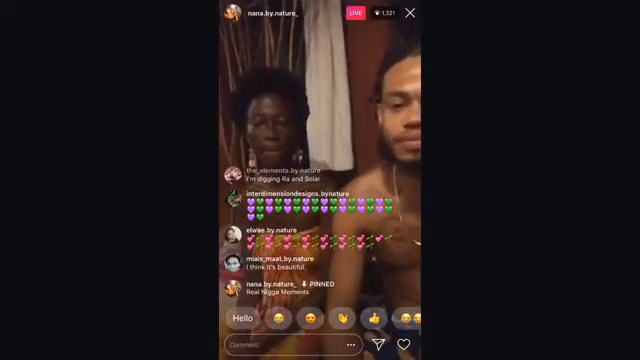 nana.by.nature_
LIVE
1,321
the_elements.by.nature
I'm digging Ra and Solar
interdimensiondesigns.bynature
elwae.by.nature
miais_maat.by.nature
I think it's beautiful.
nana.by.nature_ PINNED
Real Nigga Moments
Hello
Comment